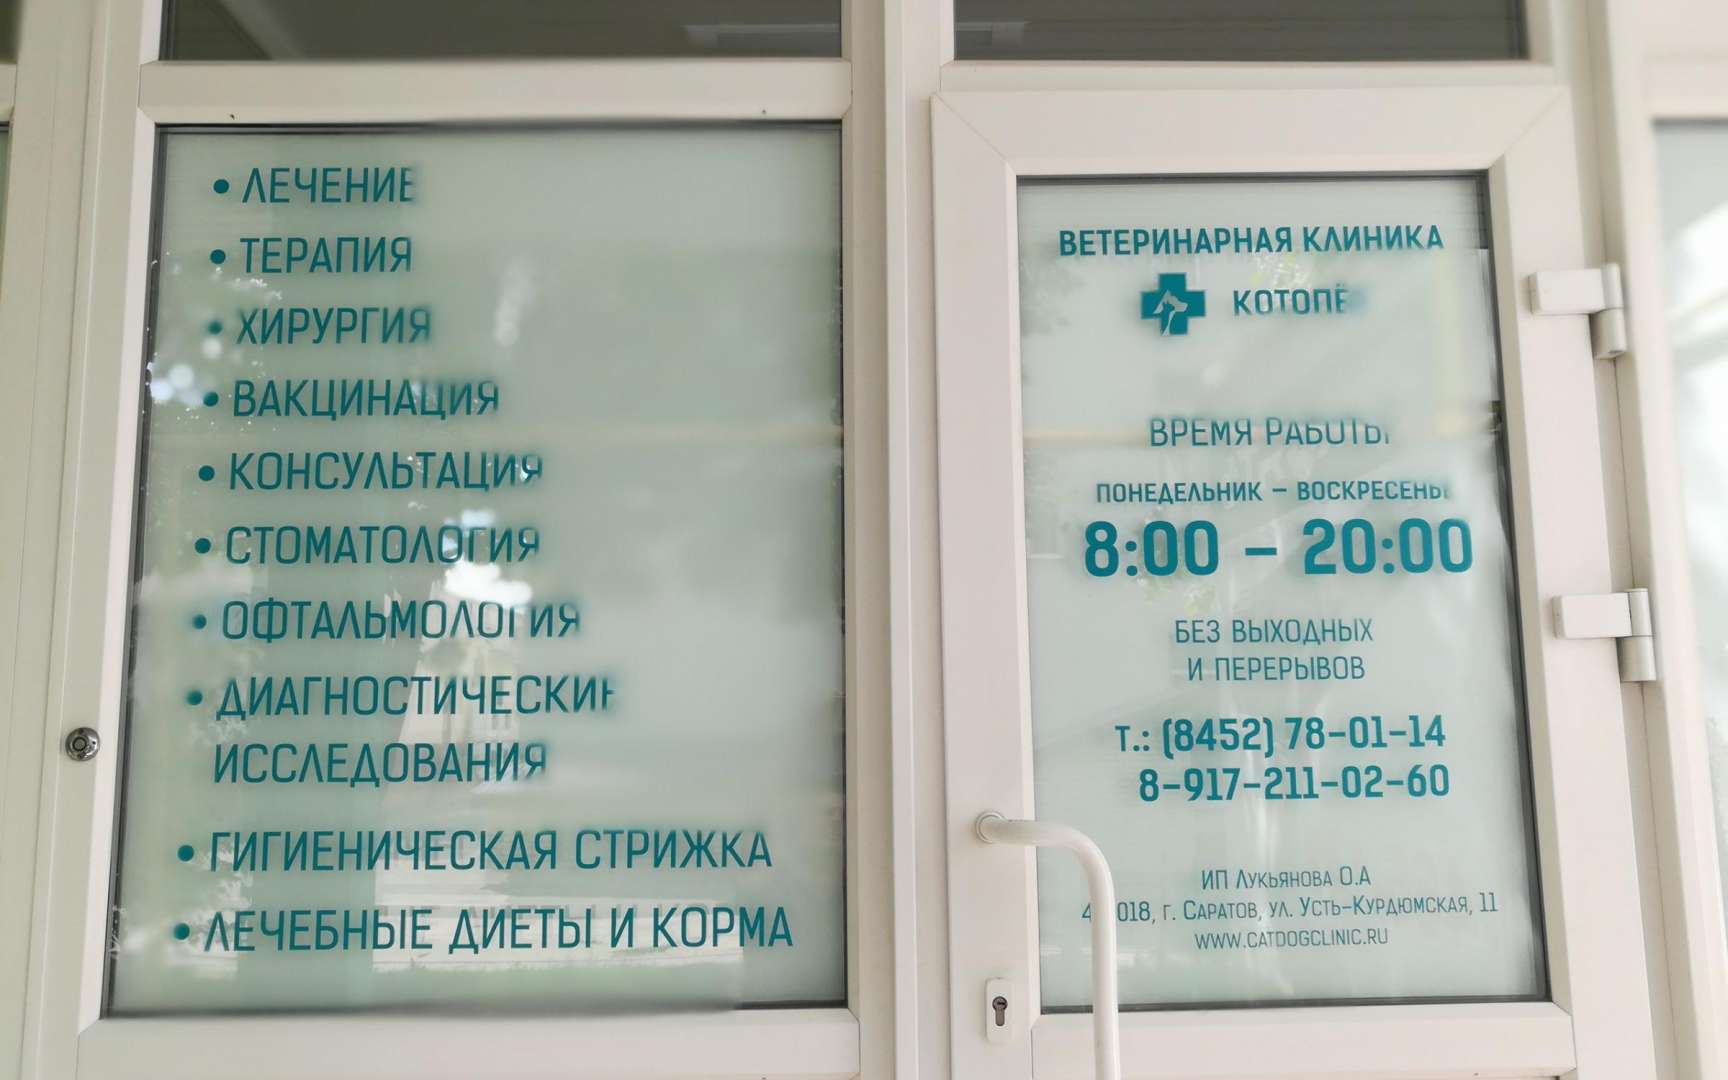 • ЛЕЧЕНИЕ
• ТЕРАПИЯ
• ХИРУРГИЯ
• ВАКЦИНАЦИЯ
• КОНСУЛЬТАЦИЯ
• СТОМАТОЛОГИЯ
• ОФТАЛЬМОЛОГИЯ
• ДИАГНОСТИЧЕСКИЕ
ИССЛЕДОВАНИЯ
• ГИГИЕНИЧЕСКАЯ СТРИЖКА
• ЛЕЧЕБНЫЕ ДИЕТЫ И КОРМА
ВЕТЕРИНАРНАЯ КЛИНИКА
ВРЕМЯ РАБОТЫ
ПОНЕДЕЛЬНИК – ВОСКРЕСЕНЬЕ
8:00 – 20:00
БЕЗ ВЫХОДНЫХ
И ПЕРЕРЫВОВ
Т.: (8452) 78-01-14
8-917-211-02-60
ИП ЛУКЬЯНОВА О.А
Г. САРАТОВ, УЛ. УСТЬ-КУРДЮМСКАЯ, 11
WWW.CATDOGCLINIC.RU